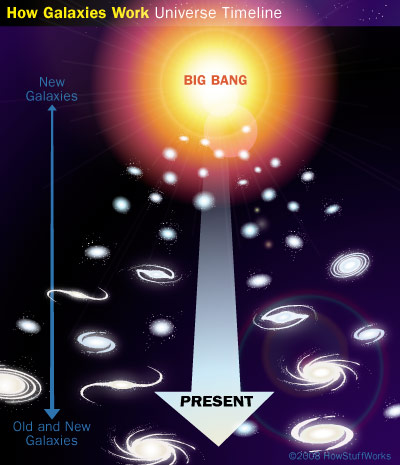 How Galaxies Work Universe Timeline
BIG BANG
New
Galaxies
PRESENT
Old and New
Galaxies
©2008 HowStuffWorks